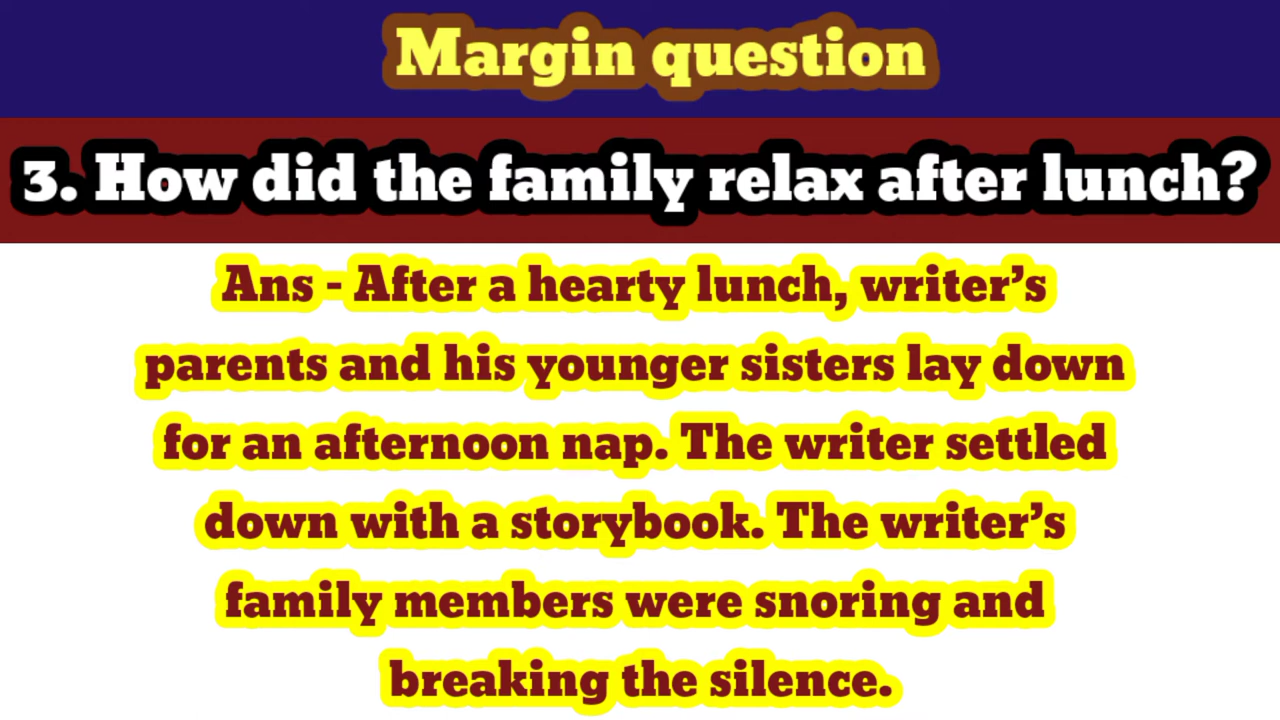 Margin question
3. How did the family relax after lunch?
Ans - After a hearty lunch, writer’s
parents and his younger sisters lay down
for an afternoon nap. The writer settled
down with a storybook. The writer’s
family members were snoring and
breaking the silence.